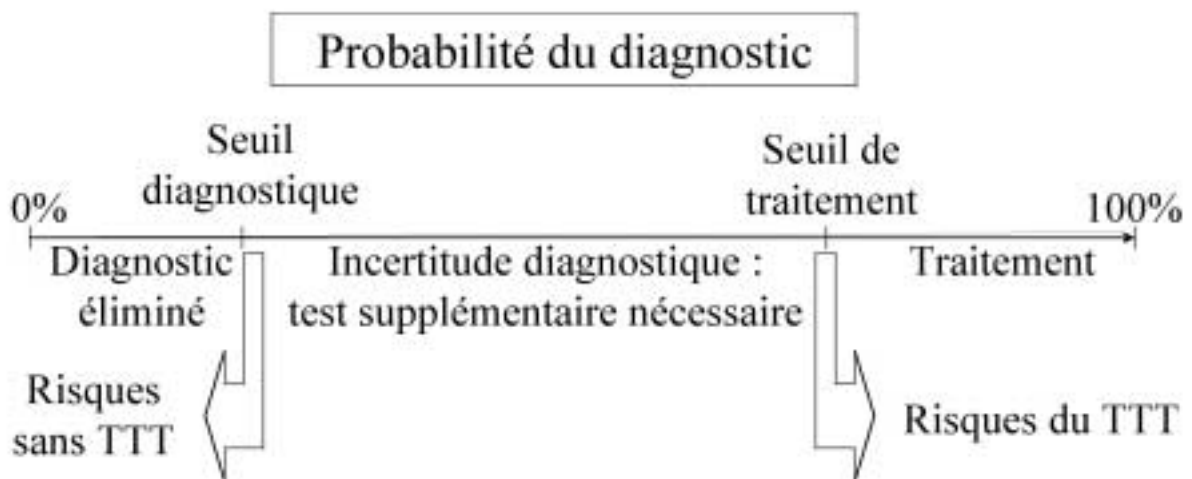 Probabilité du diagnostic
Seuil
diagnostique
Seuil de
traitement
0%
100%
Diagnostic
éliminé
Incertitude diagnostique :
test supplémentaire nécessaire
Traitement
Risques
sans TTT
Risques du TTT